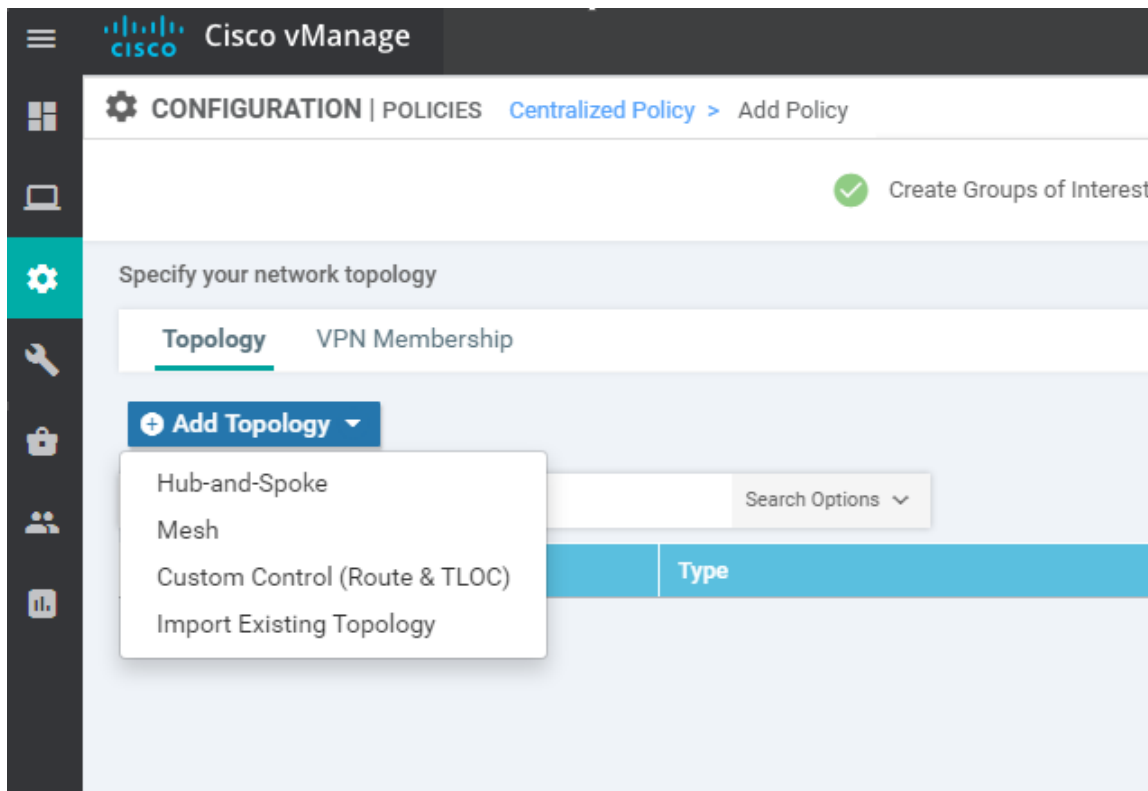 CISCO Cisco vManage
CONFIGURATION | POLICIES Centralized Policy > Add Policy
Create Groups of Interest
Specify your network topology
Topology VPN Membership
Add Topology
Hub-and-Spoke
Mesh
Custom Control (Route & TLOC)
Import Existing Topology
Search Options
Type